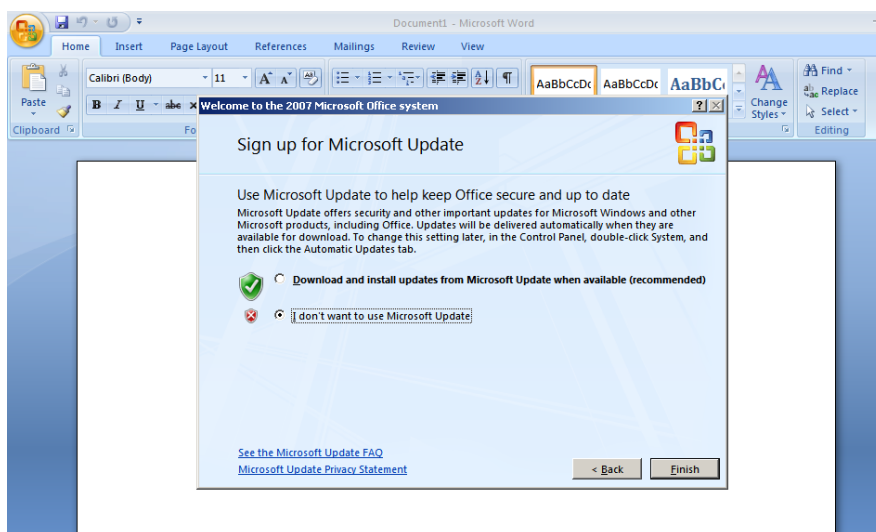 Document1 - Microsoft Word
Home Insert Page Layout References Mailings Review View
Paste
Clipboard
Calibri (Body) 11
B I U abe
Fo
AaBbCcDc AaBbCcDc AaBbC
Change
Styles
Find
Replace
Select
Editing
Welcome to the 2007 Microsoft Office system
Sign up for Microsoft Update
Use Microsoft Update to help keep Office secure and up to date
Microsoft Update offers security and other important updates for Microsoft Windows and other
Microsoft products, including Office. Updates will be delivered automatically when they are
available for download. To change this setting later, in the Control Panel, double-click System, and
then click the Automatic Updates tab.
Download and install updates from Microsoft Update when available (recommended)
I don't want to use Microsoft Update
See the Microsoft Update FAQ
Microsoft Update Privacy Statement
< Back Finish